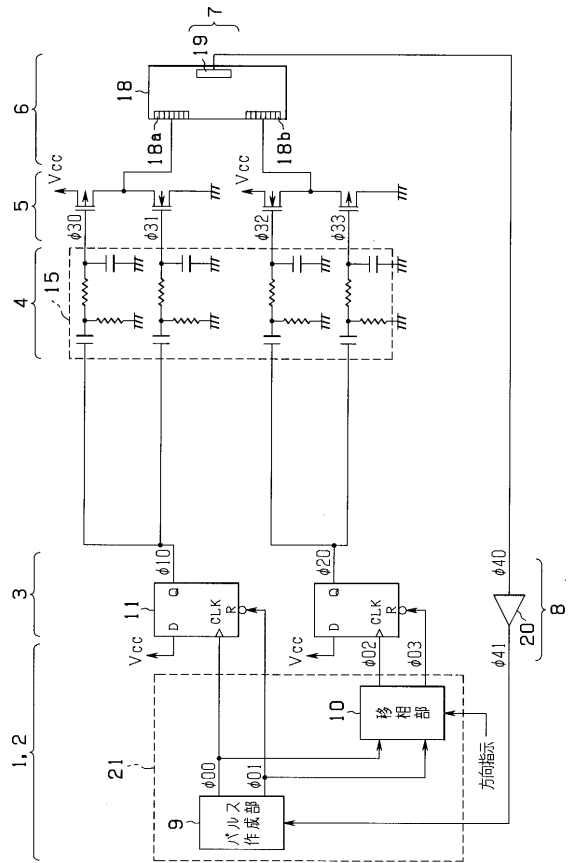 1, 2
3
4
5
6
7
21
φ00
φ01
9
パルス
作成部
10
移相部
方向指示
φ02
φ03
Vcc
D
Q
CLK
R
11
φ10
Vcc
D
Q
CLK
R
φ20
15
φ30
φ31
φ32
φ33
Vcc
Vcc
18
18a
18b
19
φ40
φ41
20
8